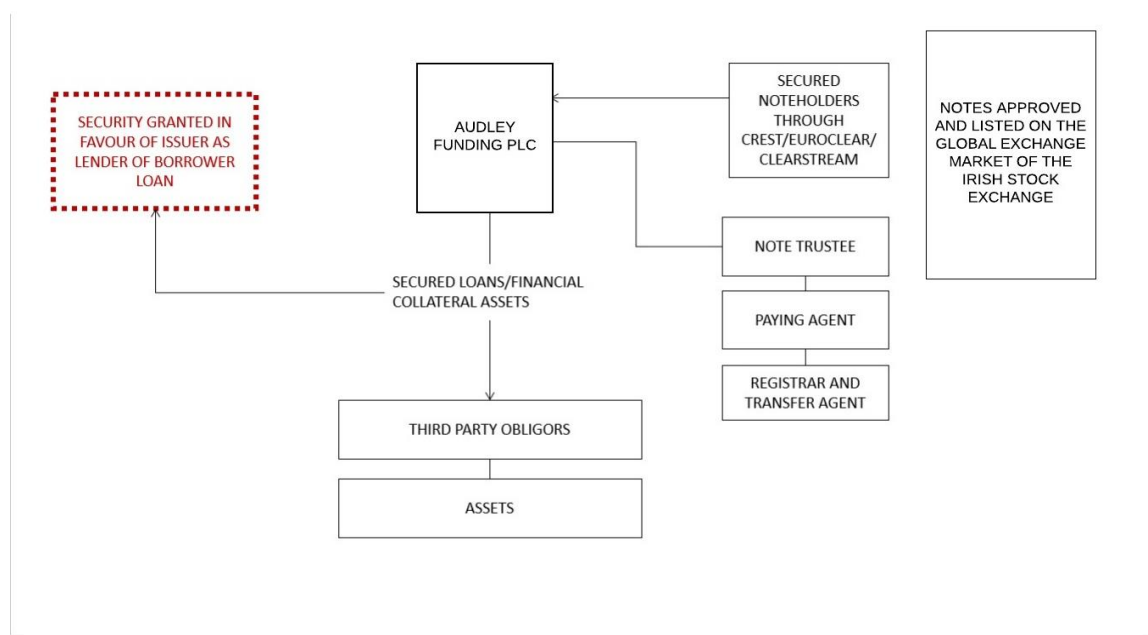 SECURITY GRANTED IN
FAVOUR OF ISSUER AS
LENDER OF BORROWER
LOAN
AUDLEY
FUNDING PLC
SECURED
NOTEHOLDERS
THROUGH
CREST/EUROCLEAR/
CLEARSTREAM
NOTES APPROVED
AND LISTED ON THE
GLOBAL EXCHANGE
MARKET OF THE
IRISH STOCK
EXCHANGE
NOTE TRUSTEE
SECURED LOANS/FINANCIAL
COLLATERAL ASSETS
PAYING AGENT
REGISTRAR AND
TRANSFER AGENT
THIRD PARTY OBLIGORS
ASSETS